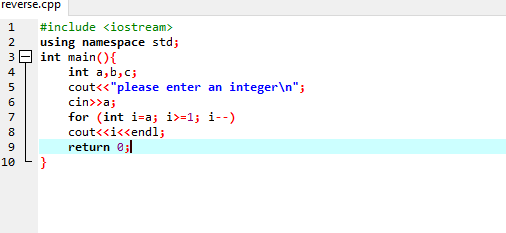 reverse.cpp
1 #include <iostream>
2 using namespace std;
3 int main(){
4 int a,b,c;
5 cout<<"please enter an integer\n";
6 cin>>a;
7 for (int i=a; i>=1; i--)
8 cout<<i<<endl;
9 return 0;
10 }